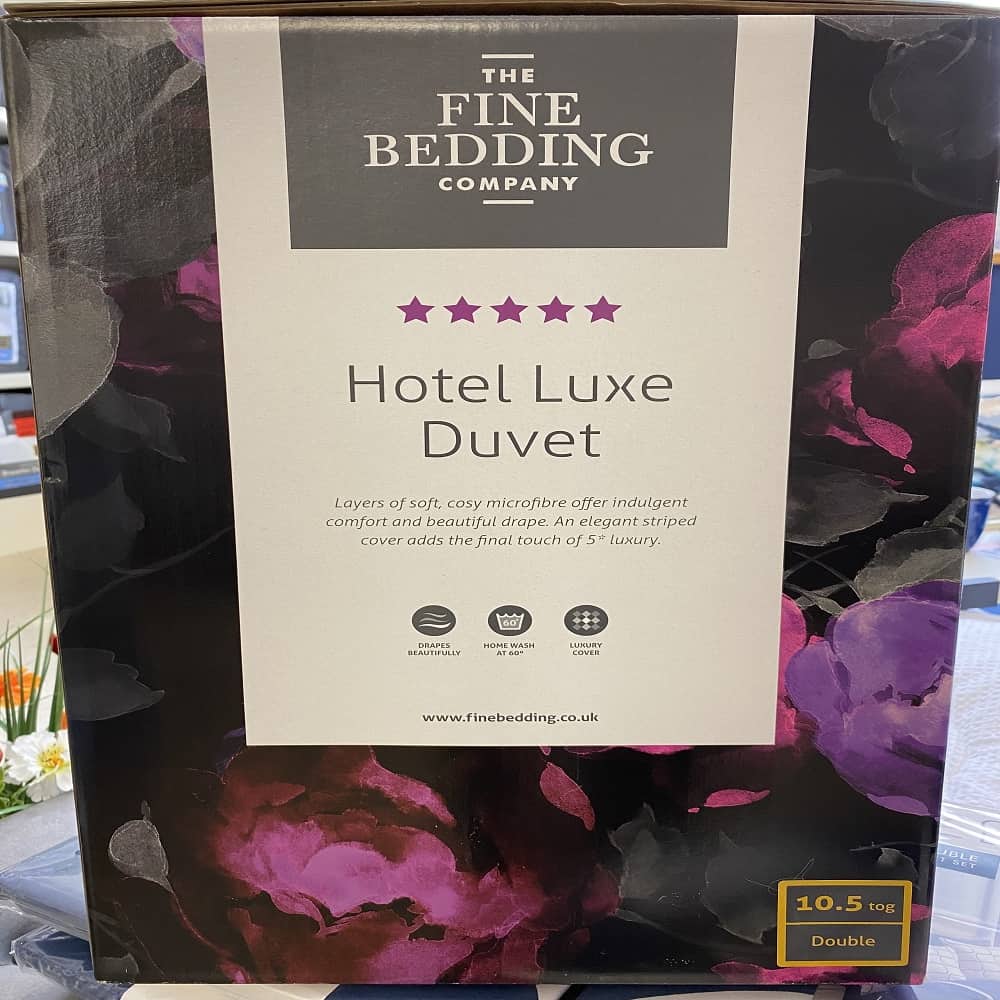 THE
FINE
BEDDING
COMPANY
Hotel Luxe
Duvet
Layers of soft, cosy microfibre offer indulgent
comfort and beautiful drape. An elegant striped
cover adds the final touch of 5* luxury.
DRAPES
BEAUTIFULLY
60°
HOME WASH
AT 60°
LUXURY
COVER
www.finebedding.co.uk
10.5 tog
Double
SET